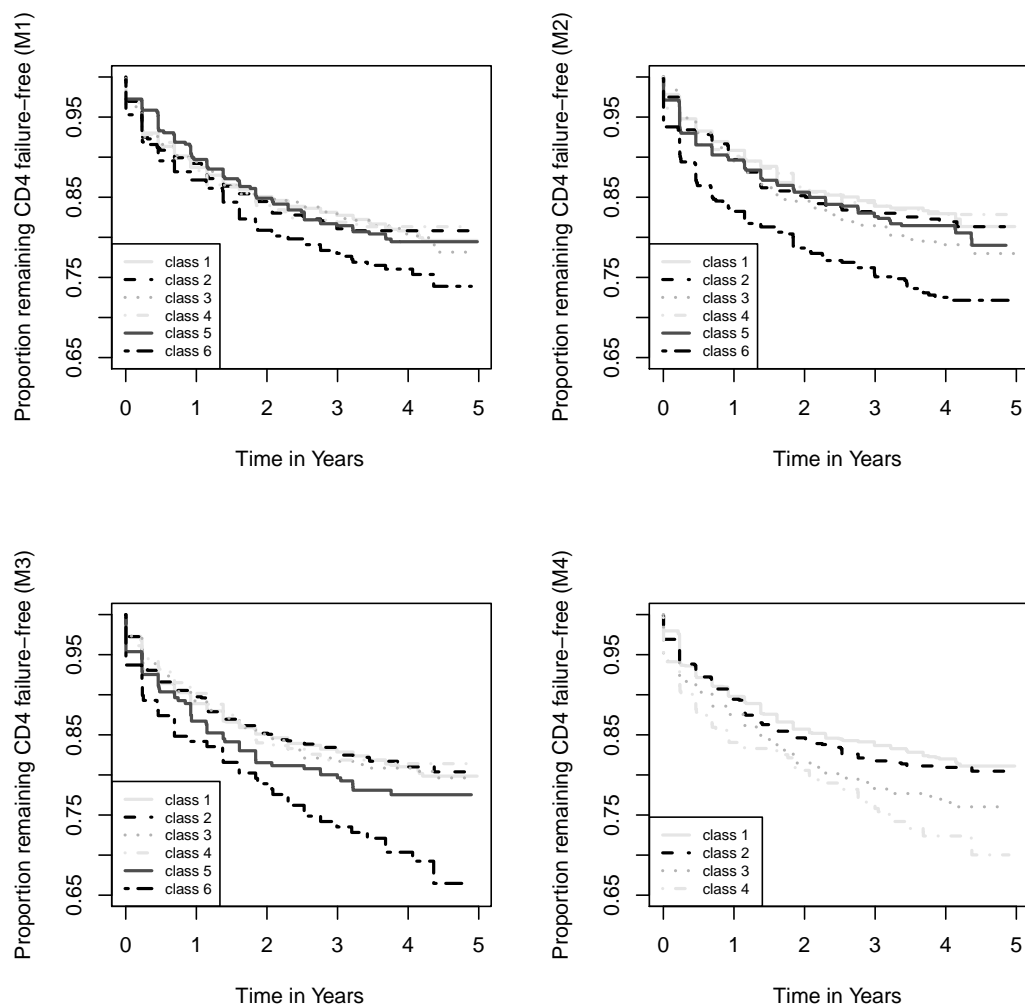 Proportion remaining CD4 failure−free (M1)
0.95
0.85
0.75
0.65
class 1
class 2
class 3
class 4
class 5
class 6
0 1 2 3 4 5
Time in Years
Proportion remaining CD4 failure−free (M2)
0.95
0.85
0.75
0.65
class 1
class 2
class 3
class 4
class 5
class 6
0 1 2 3 4 5
Time in Years
Proportion remaining CD4 failure−free (M3)
0.95
0.85
0.75
0.65
class 1
class 2
class 3
class 4
class 5
class 6
0 1 2 3 4 5
Time in Years
Proportion remaining CD4 failure−free (M4)
0.95
0.85
0.75
0.65
class 1
class 2
class 3
class 4
0 1 2 3 4 5
Time in Years